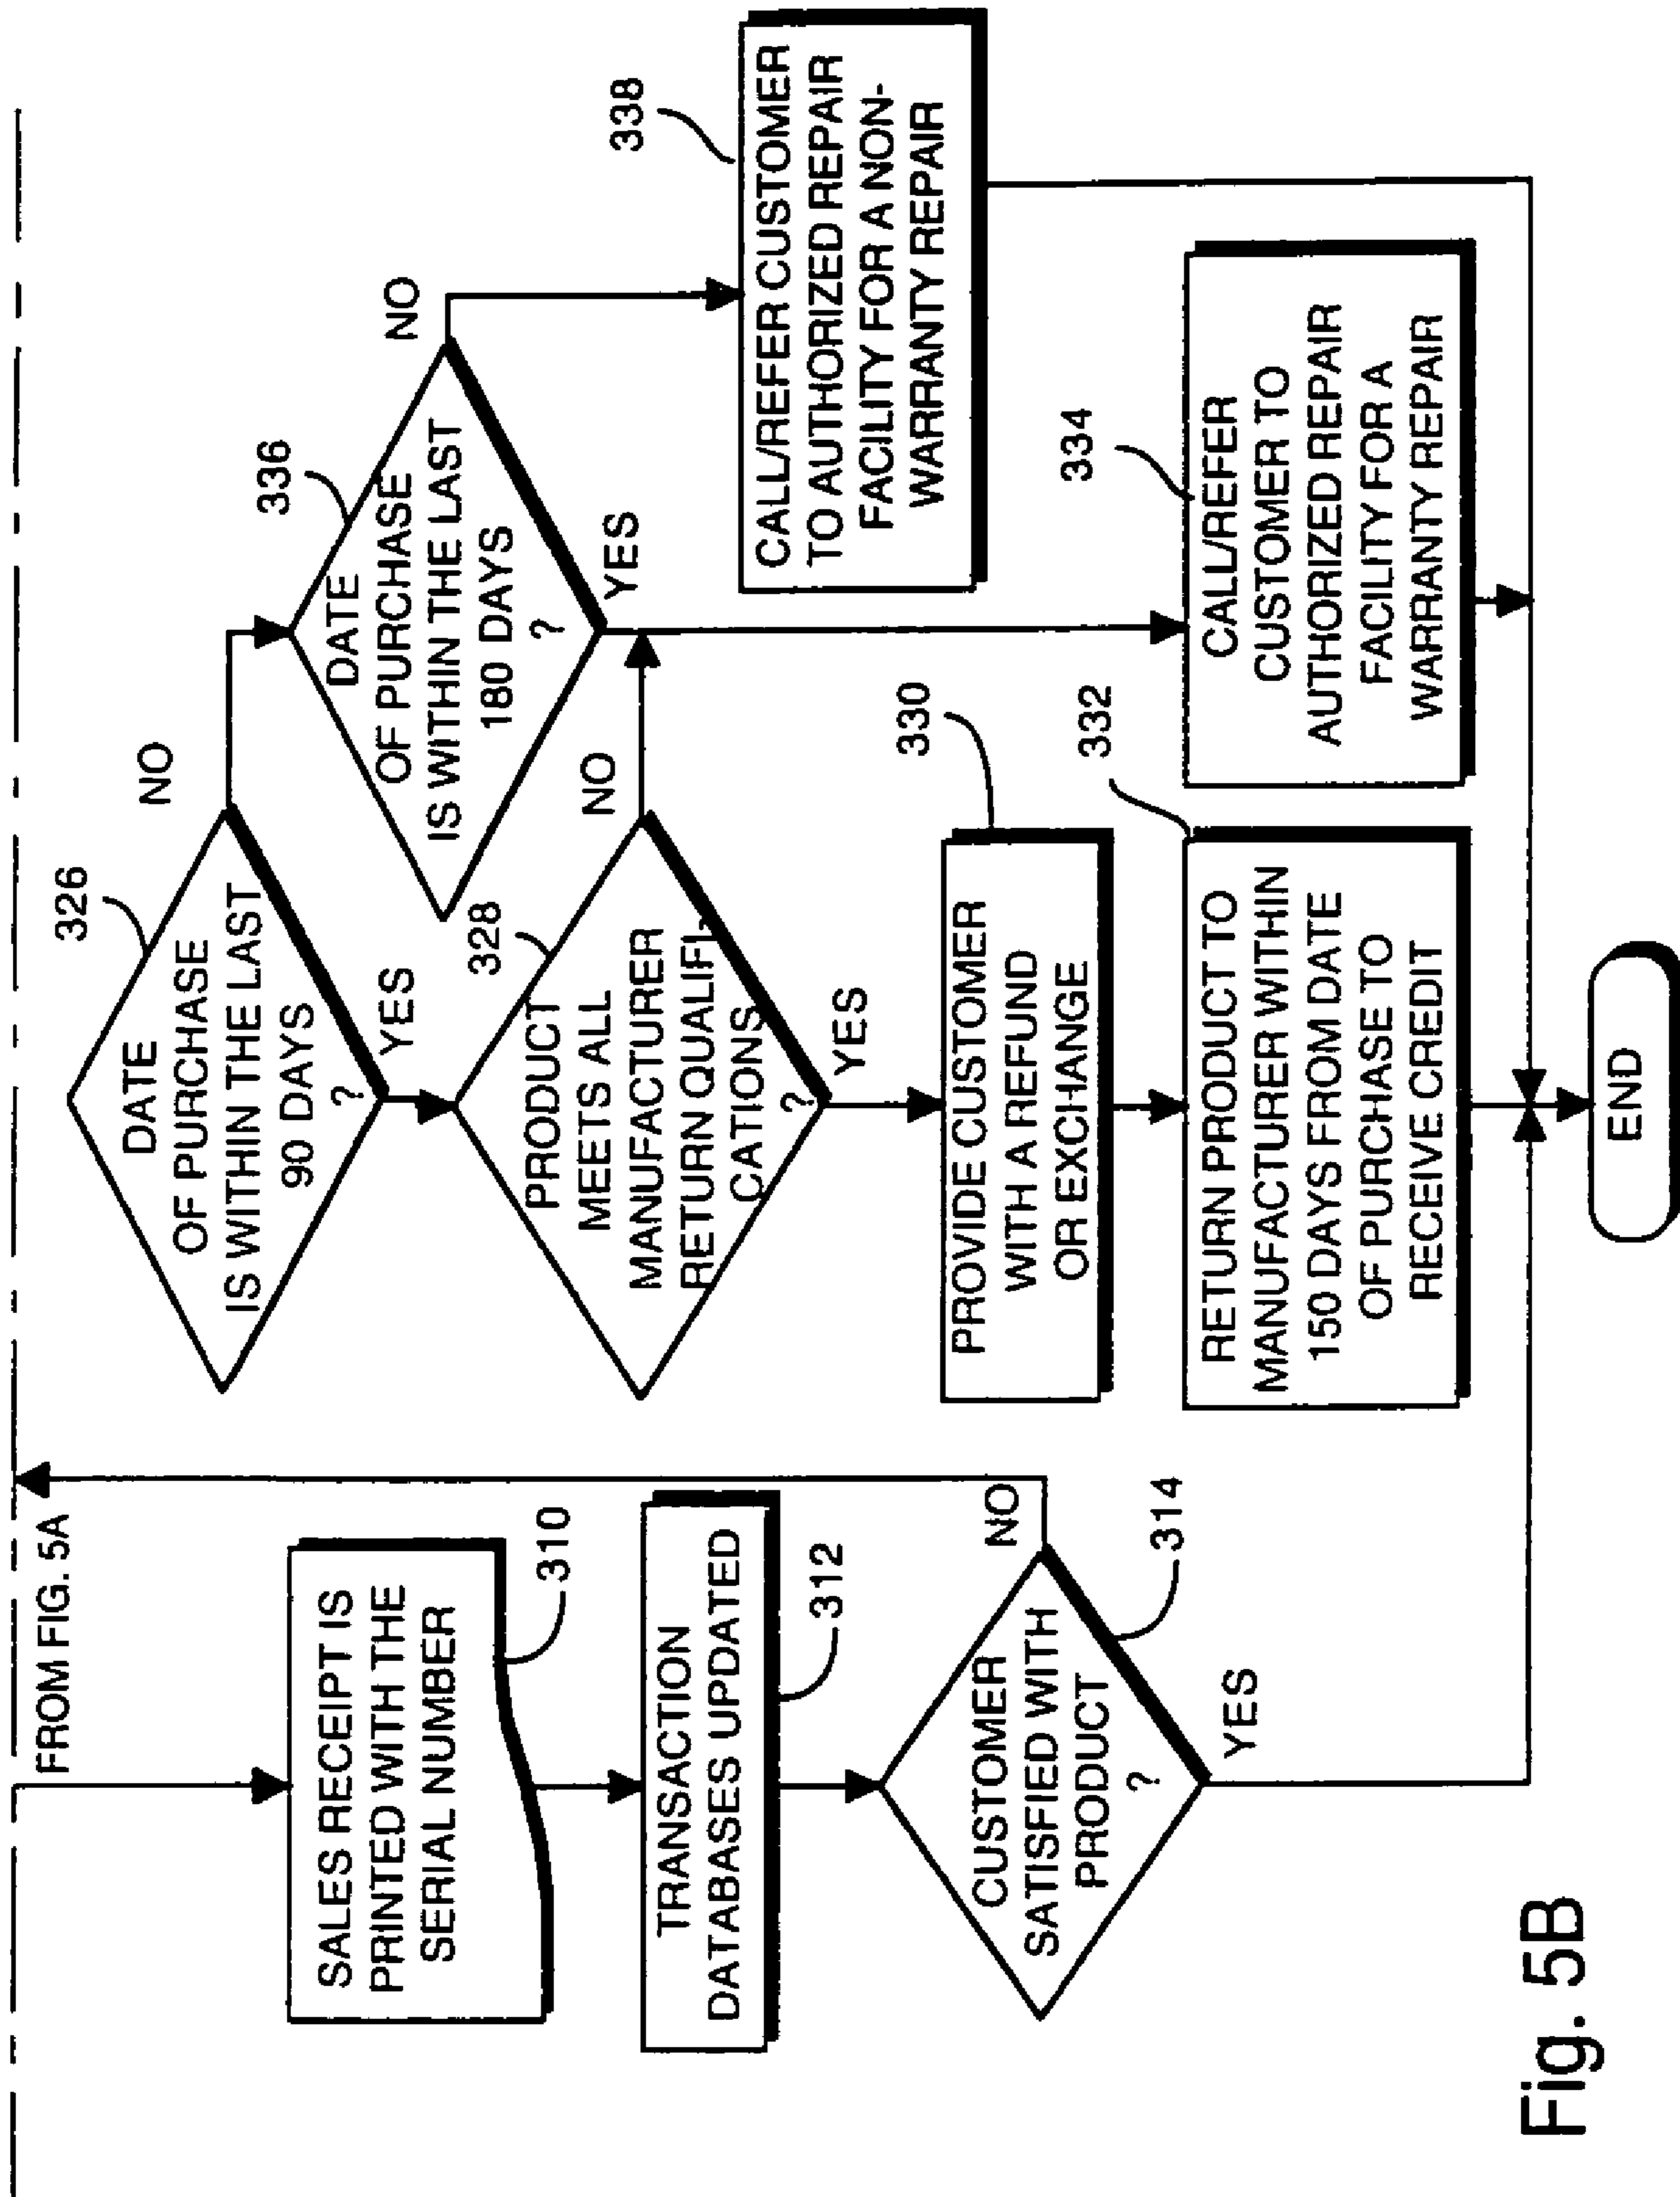 FROM FIG. 5A
SALES RECEIPT IS
PRINTED WITH THE
SERIAL NUMBER
310
TRANSACTION
DATABASES UPDATED
312
CUSTOMER
SATISFIED WITH
PRODUCT
?
NO
314
YES
326
DATE
OF PURCHASE
IS WITHIN THE LAST
90 DAYS
?
NO
YES
328
PRODUCT
MEETS ALL
MANUFACTURER
RETURN QUALIFI-
CATIONS
?
NO
YES
330
PROVIDE CUSTOMER
WITH A REFUND
OR EXCHANGE
332
RETURN PRODUCT TO
MANUFACTURER WITHIN
150 DAYS FROM DATE
OF PURCHASE TO
RECEIVE CREDIT
336
DATE
OF PURCHASE
IS WITHIN THE LAST
180 DAYS
?
NO
YES
338
CALL/REFER CUSTOMER
TO AUTHORIZED REPAIR
FACILITY FOR A NON-
WARRANTY REPAIR
334
CALL/REFER
CUSTOMER TO
AUTHORIZED REPAIR
FACILITY FOR A
WARRANTY REPAIR
END
Fig. 5B